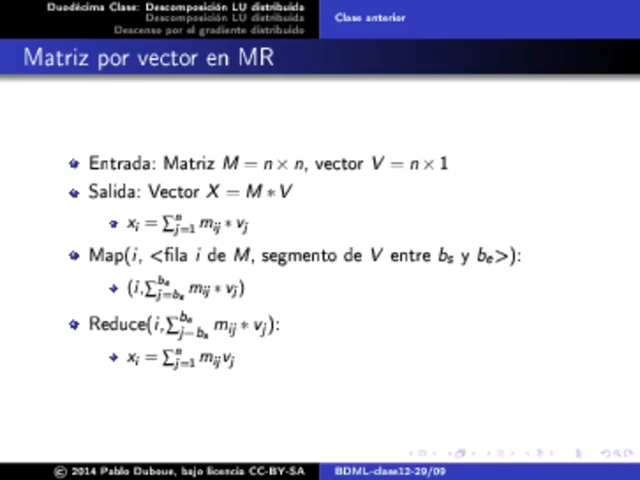 Duodécima Clase: Descomposición LU distribuida
Descomposición LU distribuida
Descenso por el gradiente distribuido
Clase anterior
Matriz por vector en MR
Entrada: Matriz M = n × n, vector V = n × 1
Salida: Vector X = M * V
x_i = ∑_{j=1}^{n} m_{ij} * v_j
Map(i, <fila i de M, segmento de V entre b_s y b_e>):
(i,∑_{j=b_s}^{b_e} m_{ij} * v_j)
Reduce(i,∑_{j=b_s}^{b_e} m_{ij} * v_j):
x_i = ∑_{j=1}^{n} m_{ij}v_j
© 2014 Pablo Duboue, bajo licencia CC-BY-SA
BDML-clase12-29/09